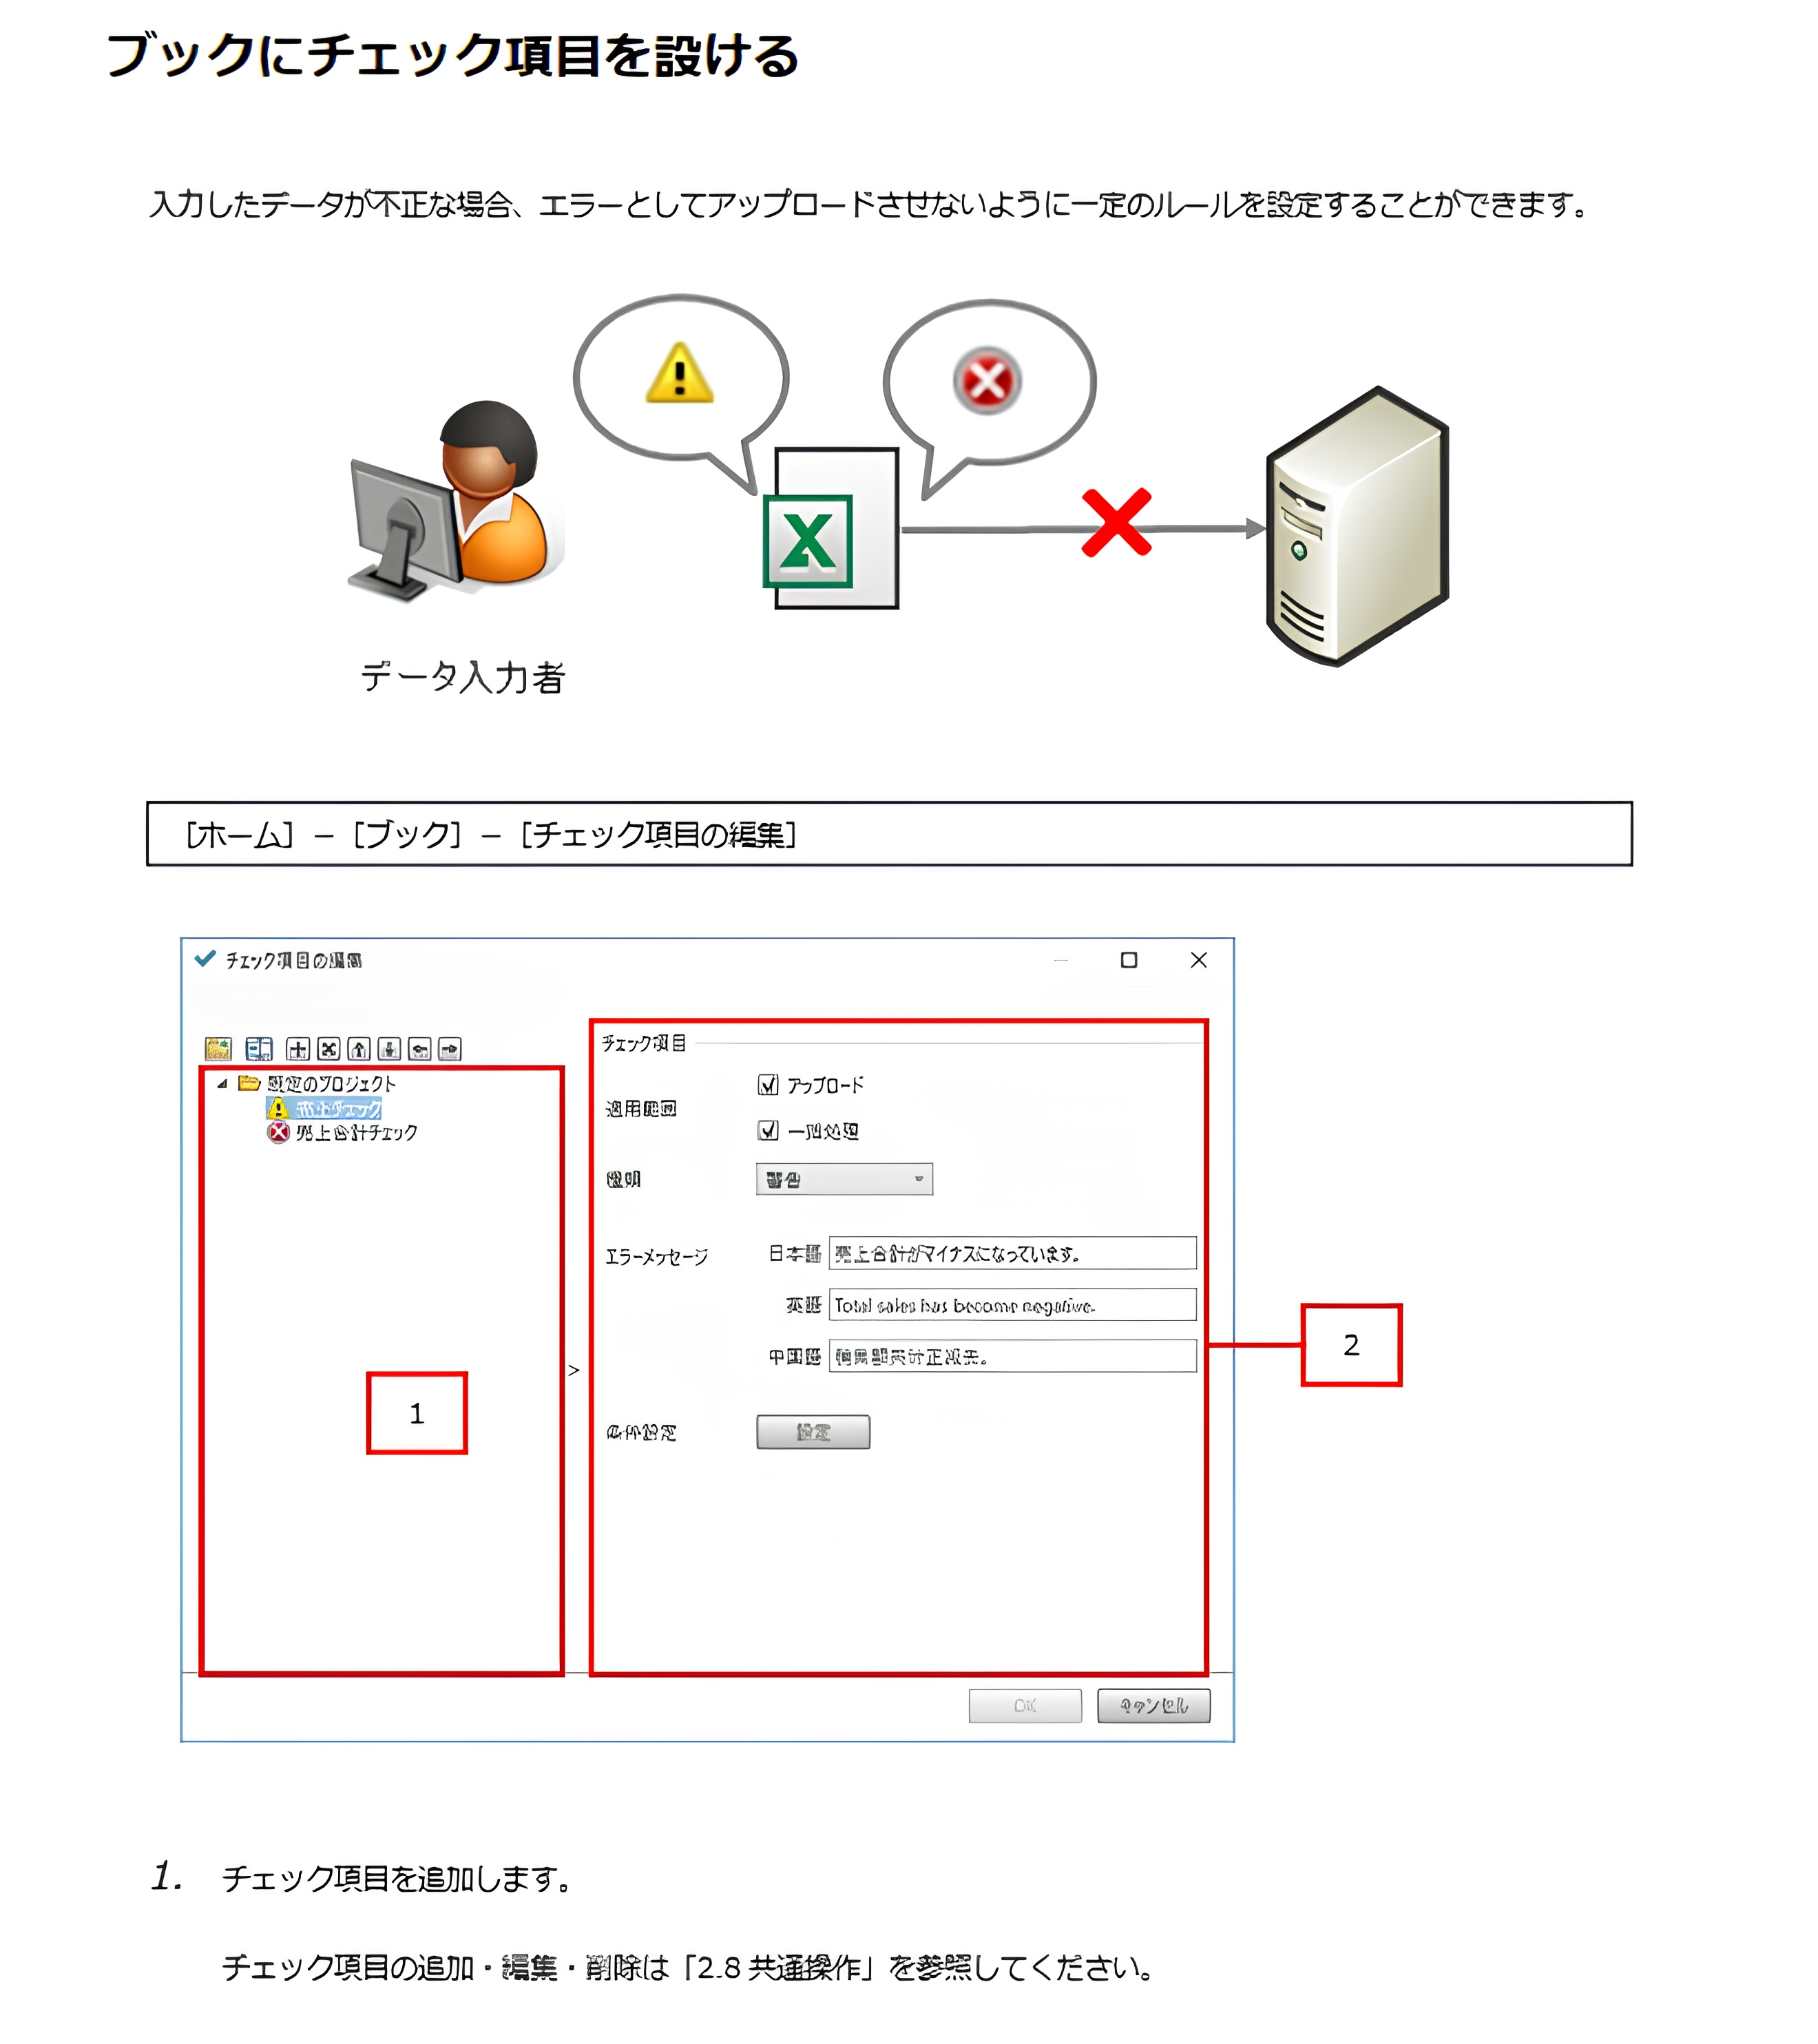 ブックにチェック項目を設ける
入力したデータが不正な場合、エラーとしてアップロードさせないように一定のルールを設定することができます。
データ入力者
[ホーム] － [ブック] － [チェック項目の編集]
チェック項目の編集
チェック項目
のプロジェクト
チェック
売上合計チェック
適用範囲
アップロード
一括処理
説明
警告
エラーメッセージ
日本語 売上合計がマイナスになっています。
英語 Total sales has become negative.
中国語
条件設定
設定
1
2
OK
キャンセル
1. チェック項目を追加します。
チェック項目の追加・編集・削除は「2.8 共通操作」を参照してください。